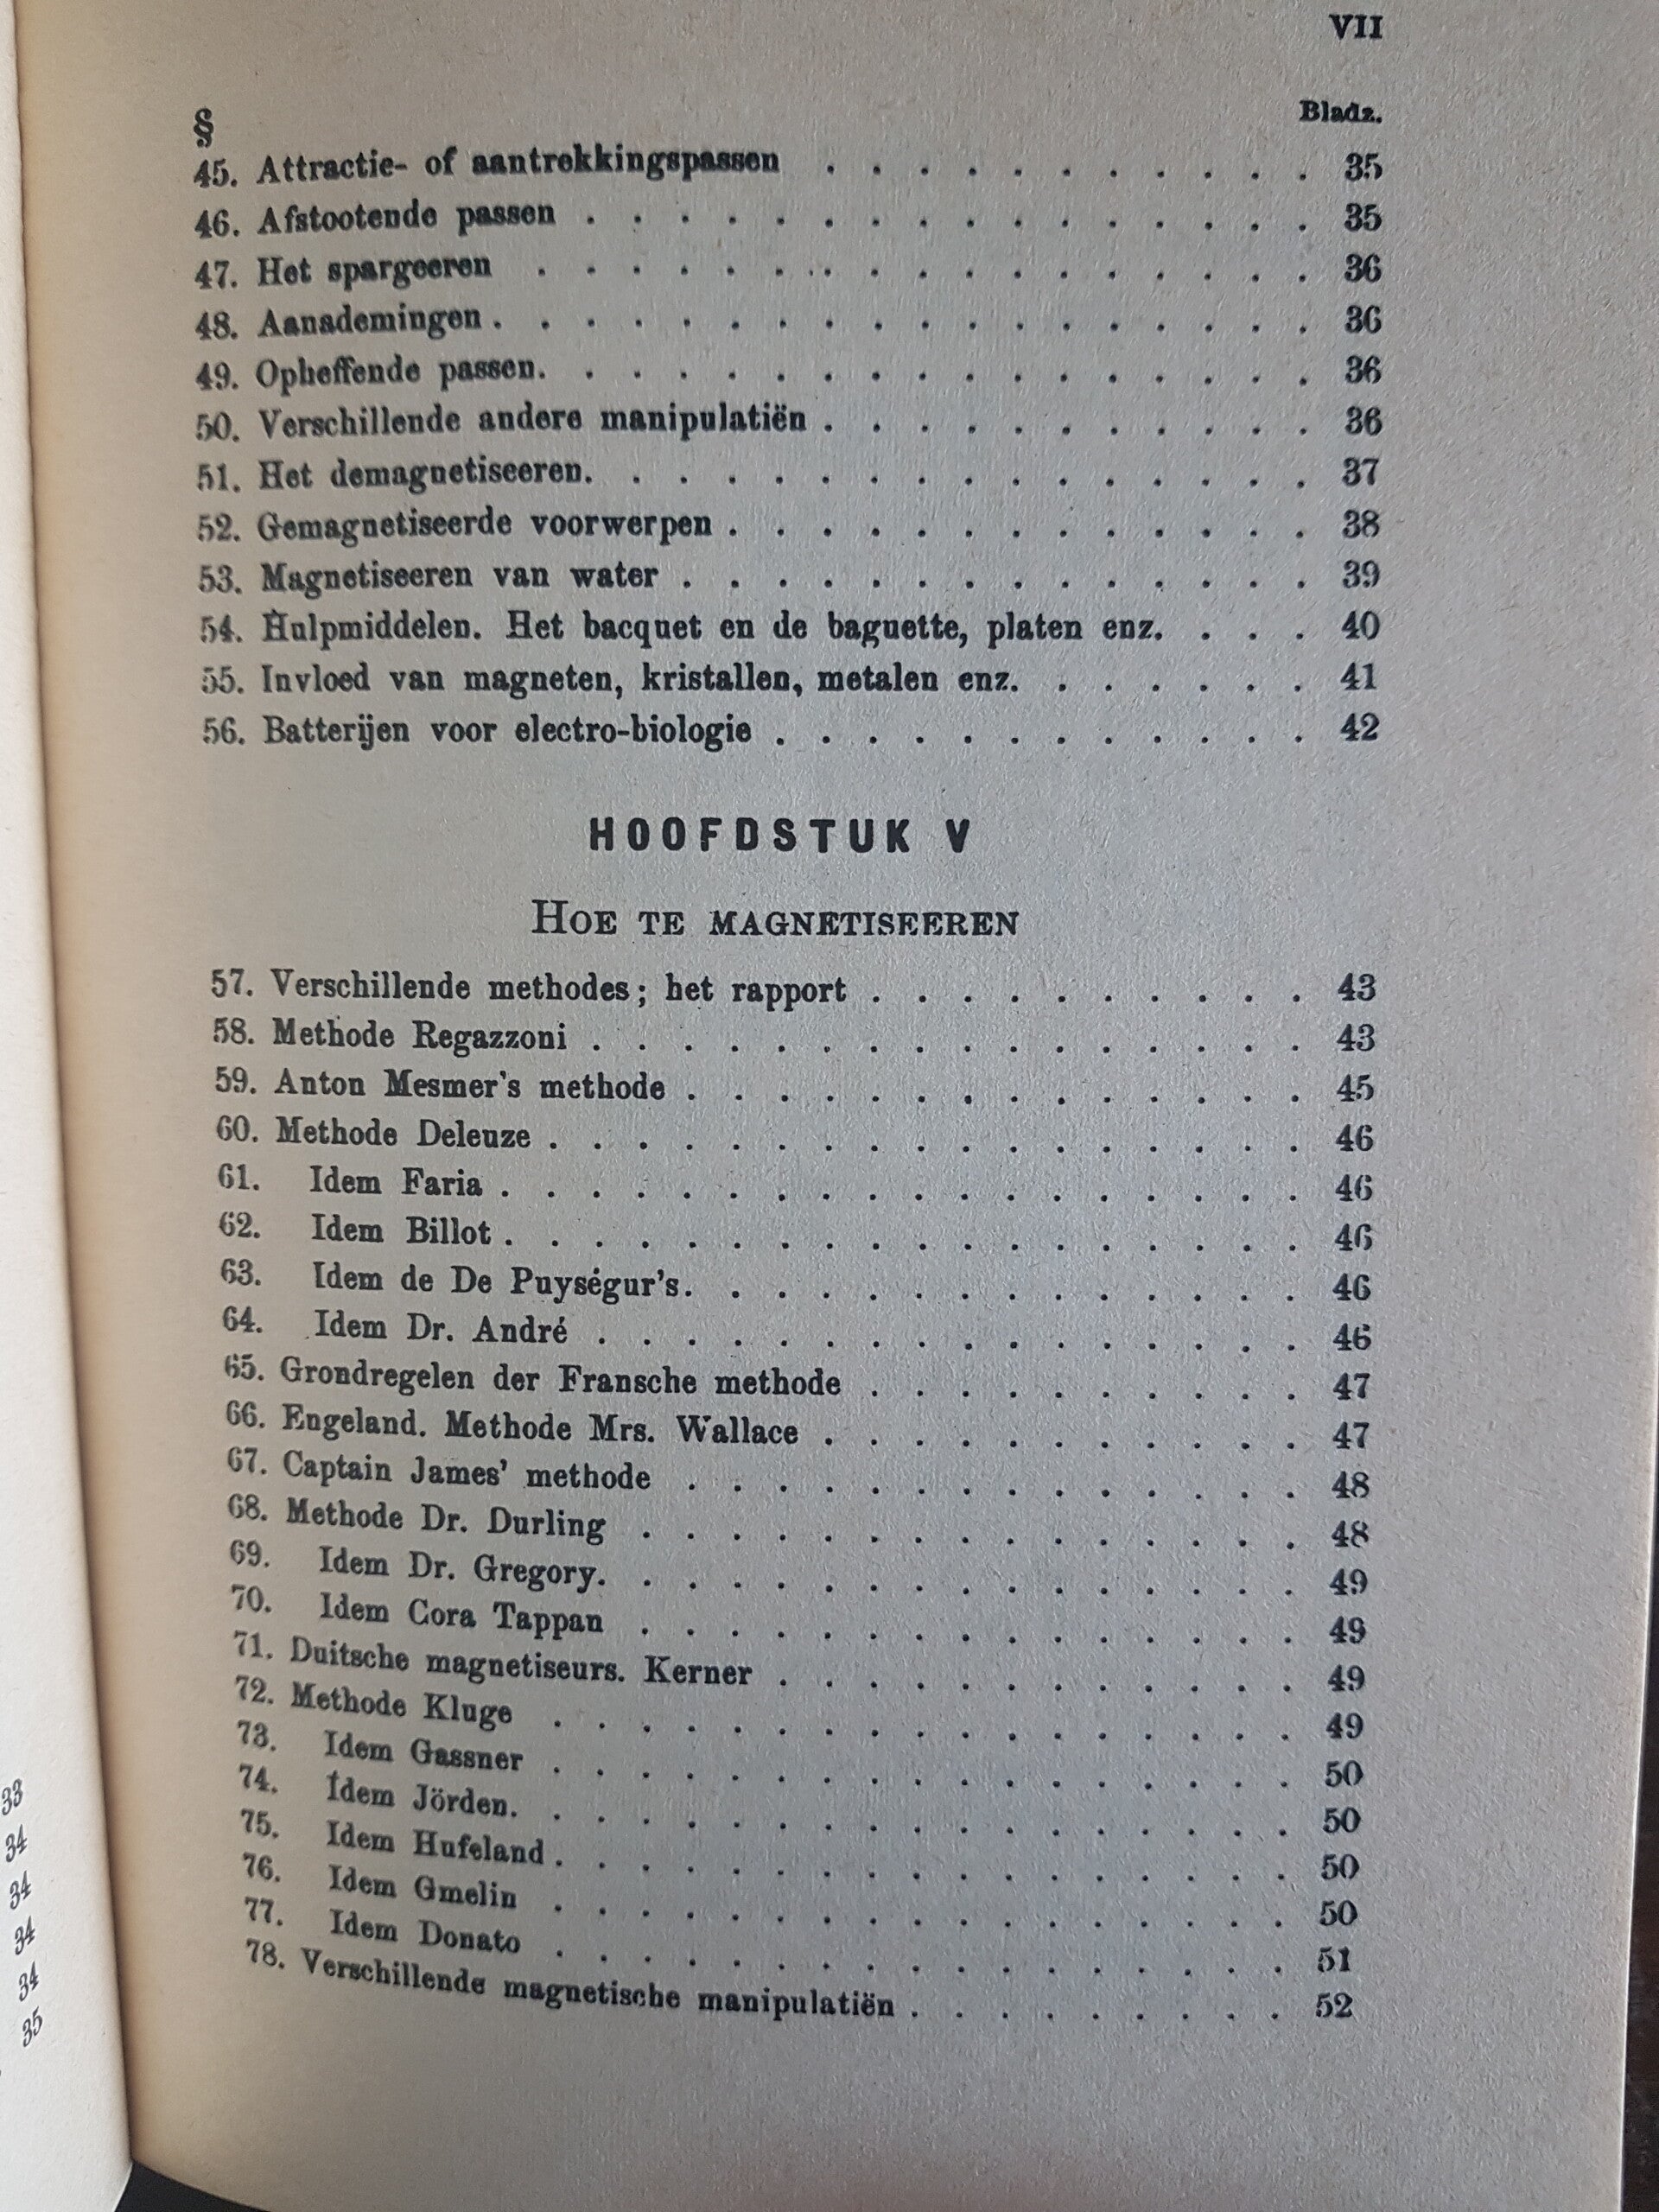 VII
§ Bladz.
45. Attractie- of aantrekkingspassen . . . . . . . . . . . 35
46. Afstootende passen . . . . . . . . . . . . . . . . 35
47. Het spargeeren . . . . . . . . . . . . . . . . . 36
48. Aanademingen . . . . . . . . . . . . . . . . . . 36
49. Opheffende passen. . . . . . . . . . . . . . . . . 36
50. Verschillende andere manipulatiën . . . . . . . . . . . 36
51. Het demagnetiseeren. . . . . . . . . . . . . . . . 37
52. Gemagnetiseerde voorwerpen . . . . . . . . . . . . . 38
53. Magnetiseeren van water . . . . . . . . . . . . . . 39
54. Hulpmiddelen. Het bacquet en de baguette, platen enz. . . . 40
55. Invloed van magneten, kristallen, metalen enz. . . . . . . 41
56. Batterijen voor electro-biologie . . . . . . . . . . . . 42
HOOFDSTUK V
HOE TE MAGNETISEEREN
57. Verschillende methodes; het rapport . . . . . . . . . . 43
58. Methode Regazzoni . . . . . . . . . . . . . . . . 43
59. Anton Mesmer's methode . . . . . . . . . . . . . . 45
60. Methode Deleuze . . . . . . . . . . . . . . . . . 46
61. Idem Faria . . . . . . . . . . . . . . . . . . 46
62. Idem Billot . . . . . . . . . . . . . . . . . . 46
63. Idem de De Puységur's. . . . . . . . . . . . . . 46
64. Idem Dr. André . . . . . . . . . . . . . . . . 46
65. Grondregelen der Fransche methode . . . . . . . . . . 47
66. Engeland. Methode Mrs. Wallace . . . . . . . . . . . 47
67. Captain James' methode . . . . . . . . . . . . . . 48
68. Methode Dr. Durling . . . . . . . . . . . . . . . 48
69. Idem Dr. Gregory. . . . . . . . . . . . . . . . 49
70. Idem Cora Tappan . . . . . . . . . . . . . . . 49
71. Duitsche magnetiseurs. Kerner . . . . . . . . . . . . 49
72. Methode Kluge . . . . . . . . . . . . . . . . . 49
73. Idem Gassner . . . . . . . . . . . . . . . . . 50
74. Idem Jörden. . . . . . . . . . . . . . . . . . 50
75. Idem Hufeland . . . . . . . . . . . . . . . . . 50
76. Idem Gmelin . . . . . . . . . . . . . . . . . 50
77. Idem Donato . . . . . . . . . . . . . . . . . 51
78. Verschillende magnetische manipulatiën . . . . . . . . . 52
33
34
34
34
34
35